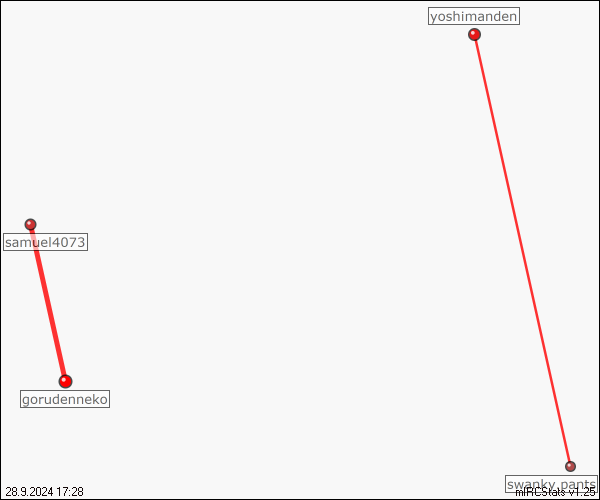 yoshimanden
samuel4073
gorudenneko
swanky_pants
28.9.2024 17:28
mIRCStats v1.25